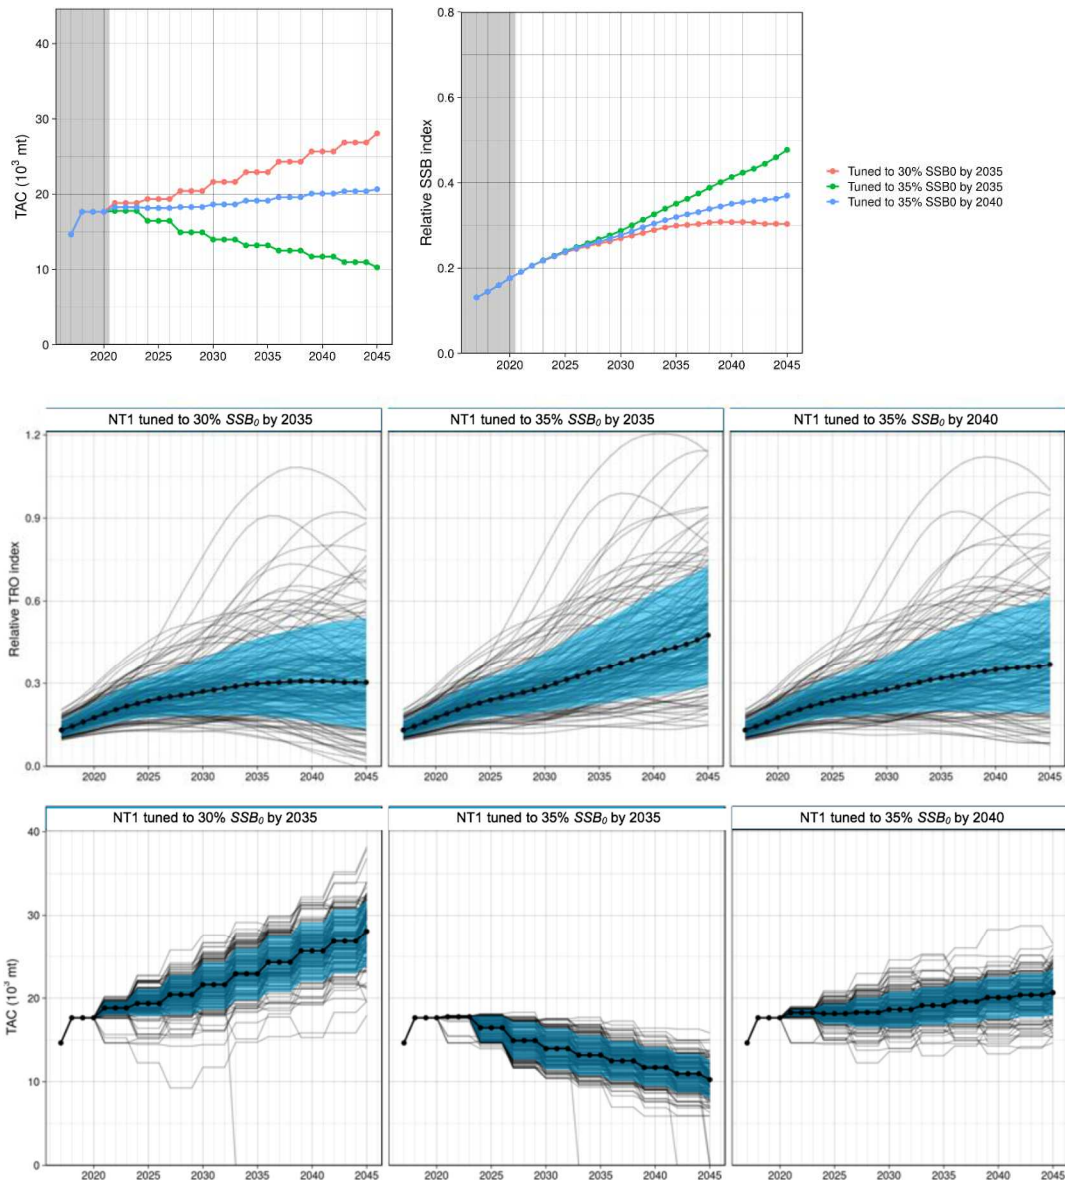 TAC (10³ mt)
40
30
20
10
0
2020
2025
2030
2035
2040
2045
Relative SSB index
0.8
0.6
0.4
0.2
0.0
2020
2025
2030
2035
2040
2045
Tuned to 30% SSB0 by 2035
Tuned to 35% SSB0 by 2035
Tuned to 35% SSB0 by 2040
NT1 tuned to 30% SSB₀ by 2035
NT1 tuned to 35% SSB₀ by 2035
NT1 tuned to 35% SSB₀ by 2040
Relative TRO index
1.2
0.9
0.6
0.3
0.0
2020 2025 2030 2035 2040 2045
2020 2025 2030 2035 2040 2045
2020 2025 2030 2035 2040 2045
NT1 tuned to 30% SSB₀ by 2035
NT1 tuned to 35% SSB₀ by 2035
NT1 tuned to 35% SSB₀ by 2040
TAC (10³ mt)
40
30
20
10
0
2020 2025 2030 2035 2040 2045
2020 2025 2030 2035 2040 2045
2020 2025 2030 2035 2040 2045